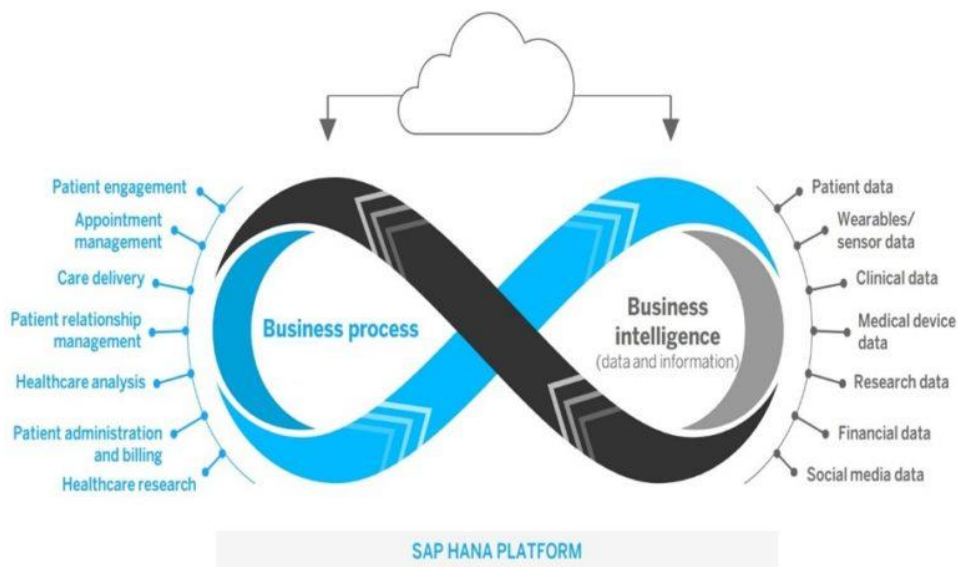 Patient engagement
Appointment
management
Care delivery
Patient relationship
management
Healthcare analysis
Patient administration
and billing
Healthcare research
Business process
Business
intelligence
(data and information)
Patient data
Wearables/
sensor data
Clinical data
Medical device
data
Research data
Financial data
Social media data
SAP HANA PLATFORM